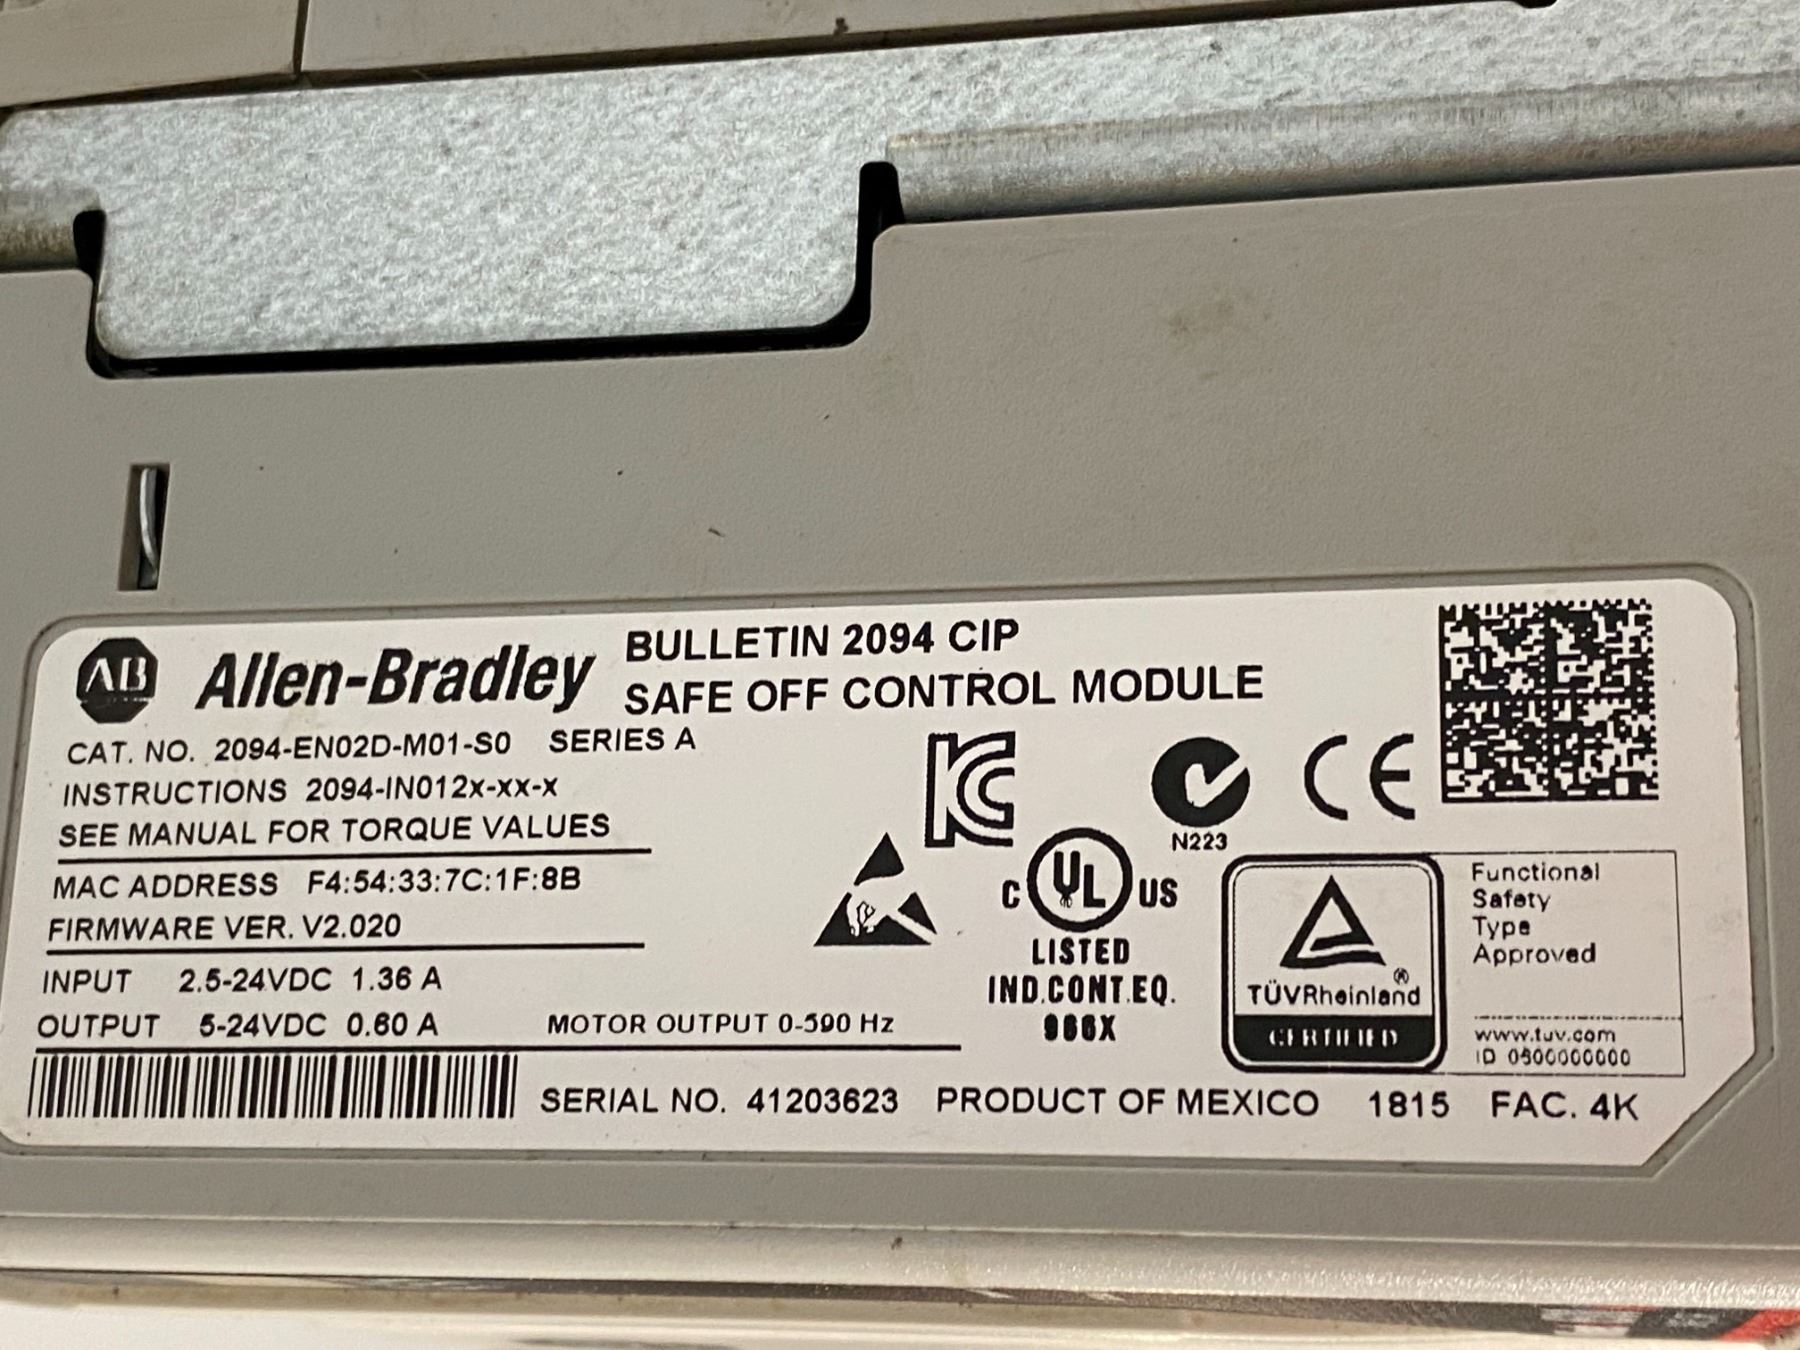 AB Allen-Bradley
BULLETIN 2094 CIP
SAFE OFF CONTROL MODULE
CAT. NO. 2094-EN02D-M01-S0 SERIES A
INSTRUCTIONS 2094-IN012x-xx-x
SEE MANUAL FOR TORQUE VALUES
MAC ADDRESS F4:54:33:7C:1F:8B
FIRMWARE VER. V2.020
INPUT 2.5-24VDC 1.36 A
OUTPUT 5-24VDC 0.60 A
MOTOR OUTPUT 0-590 Hz
KC
N223
CE
C UL US
LISTED
IND.CONT.EQ.
966X
TÜVRheinland®
CERTIFIED
Functional
Safety
Type
Approved
www.tuv.com
ID 0600000000
SERIAL NO. 41203623 PRODUCT OF MEXICO 1815 FAC. 4K